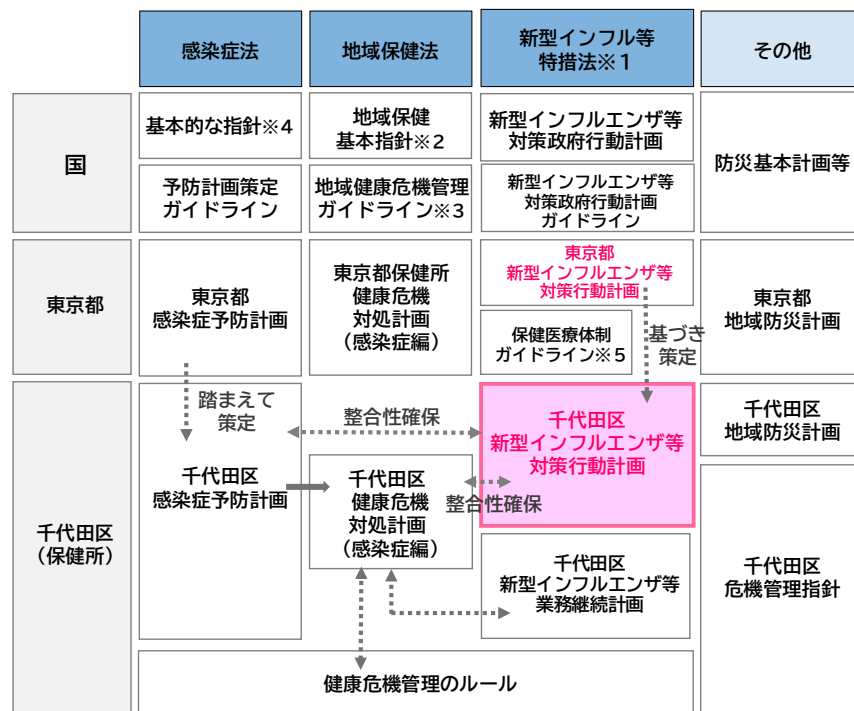 感染症法
地域保健法
新型インフル等
特措法※1
その他
国
基本的な指針※4
地域保健
基本指針※2
新型インフルエンザ等
対策政府行動計画
防災基本計画等
予防計画策定
ガイドライン
地域健康危機管理
ガイドライン※3
新型インフルエンザ等
対策政府行動計画
ガイドライン
東京都
東京都
感染症予防計画
東京都保健所
健康危機
対処計画
（感染症編）
東京都
新型インフルエンザ等
対策行動計画
保健医療体制
ガイドライン※5
基づき
策定
東京都
地域防災計画
千代田区
（保健所）
踏まえて
策定
千代田区
感染症予防計画
整合性確保
千代田区
健康危機
対処計画
（感染症編）
整合性確保
千代田区
新型インフルエンザ等
対策行動計画
千代田区
新型インフルエンザ等
業務継続計画
千代田区
地域防災計画
千代田区
危機管理指針
健康危機管理のルール